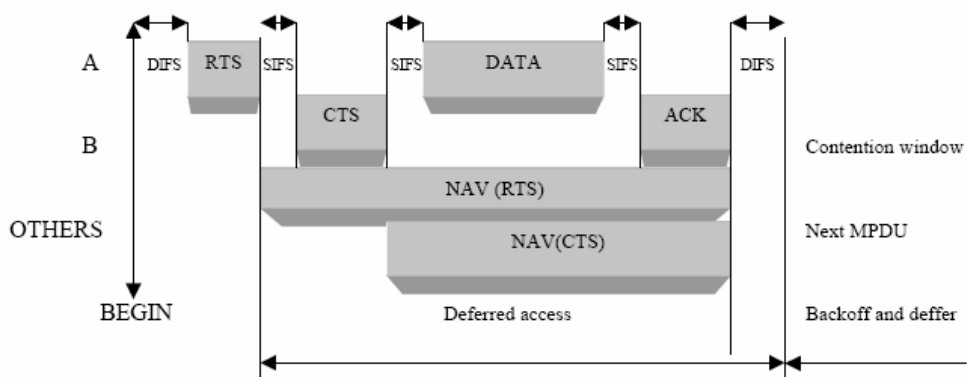 A
DIFS
RTS
SIFS
SIFS
DATA
SIFS
DIFS
CTS
ACK
B
Contention window
NAV (RTS)
OTHERS
NAV(CTS)
Next MPDU
BEGIN
Deferred access
Backoff and deffer